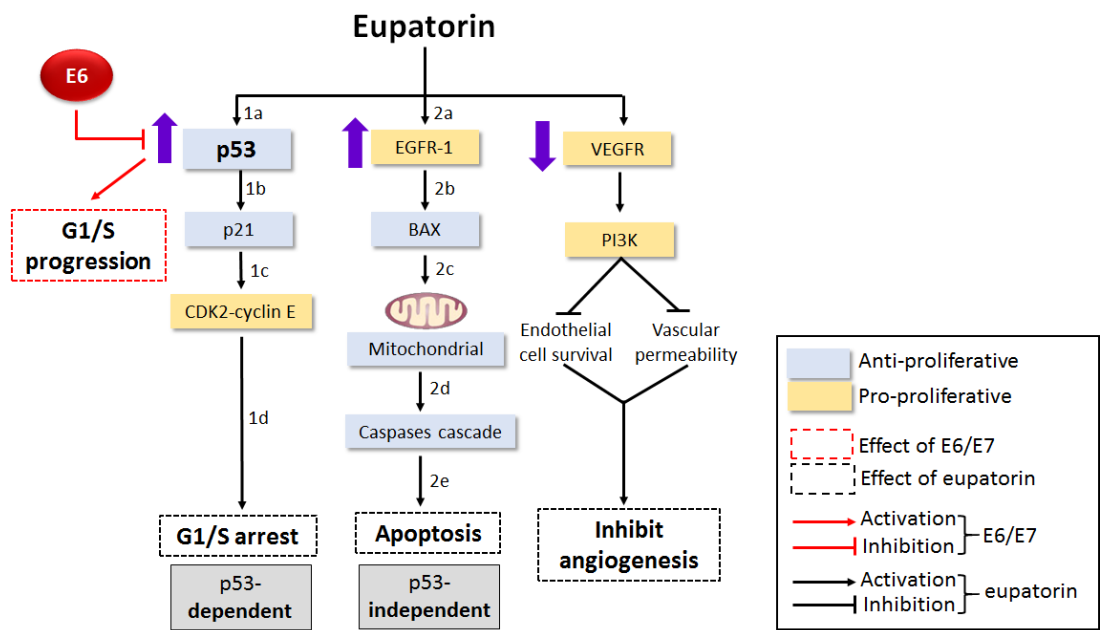 Eupatorin
E6
1a
2a
p53
EGFR-1
VEGFR
1b
2b
G1/S
progression
p21
BAX
PI3K
1c
2c
CDK2-cyclin E
Mitochondrial
Endothelial
cell survival
Vascular
permeability
2d
1d
Caspases cascade
2e
G1/S arrest
Apoptosis
Inhibit
angiogenesis
p53-
dependent
p53-
independent
Anti-proliferative
Pro-proliferative
Effect of E6/E7
Effect of eupatorin
Activation
Inhibition
E6/E7
Activation
Inhibition
eupatorin